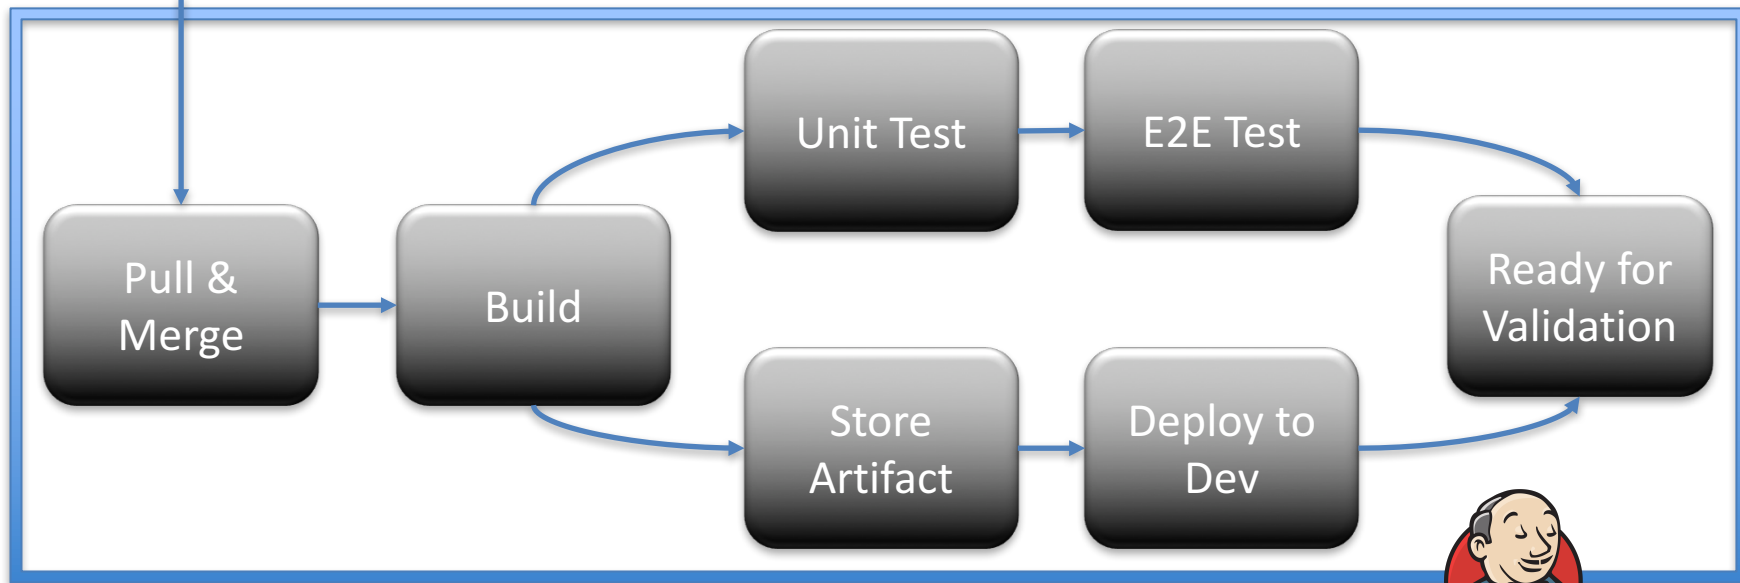 Pull &
Merge
Build
Unit Test
E2E Test
Store
Artifact
Deploy to
Dev
Ready for
Validation